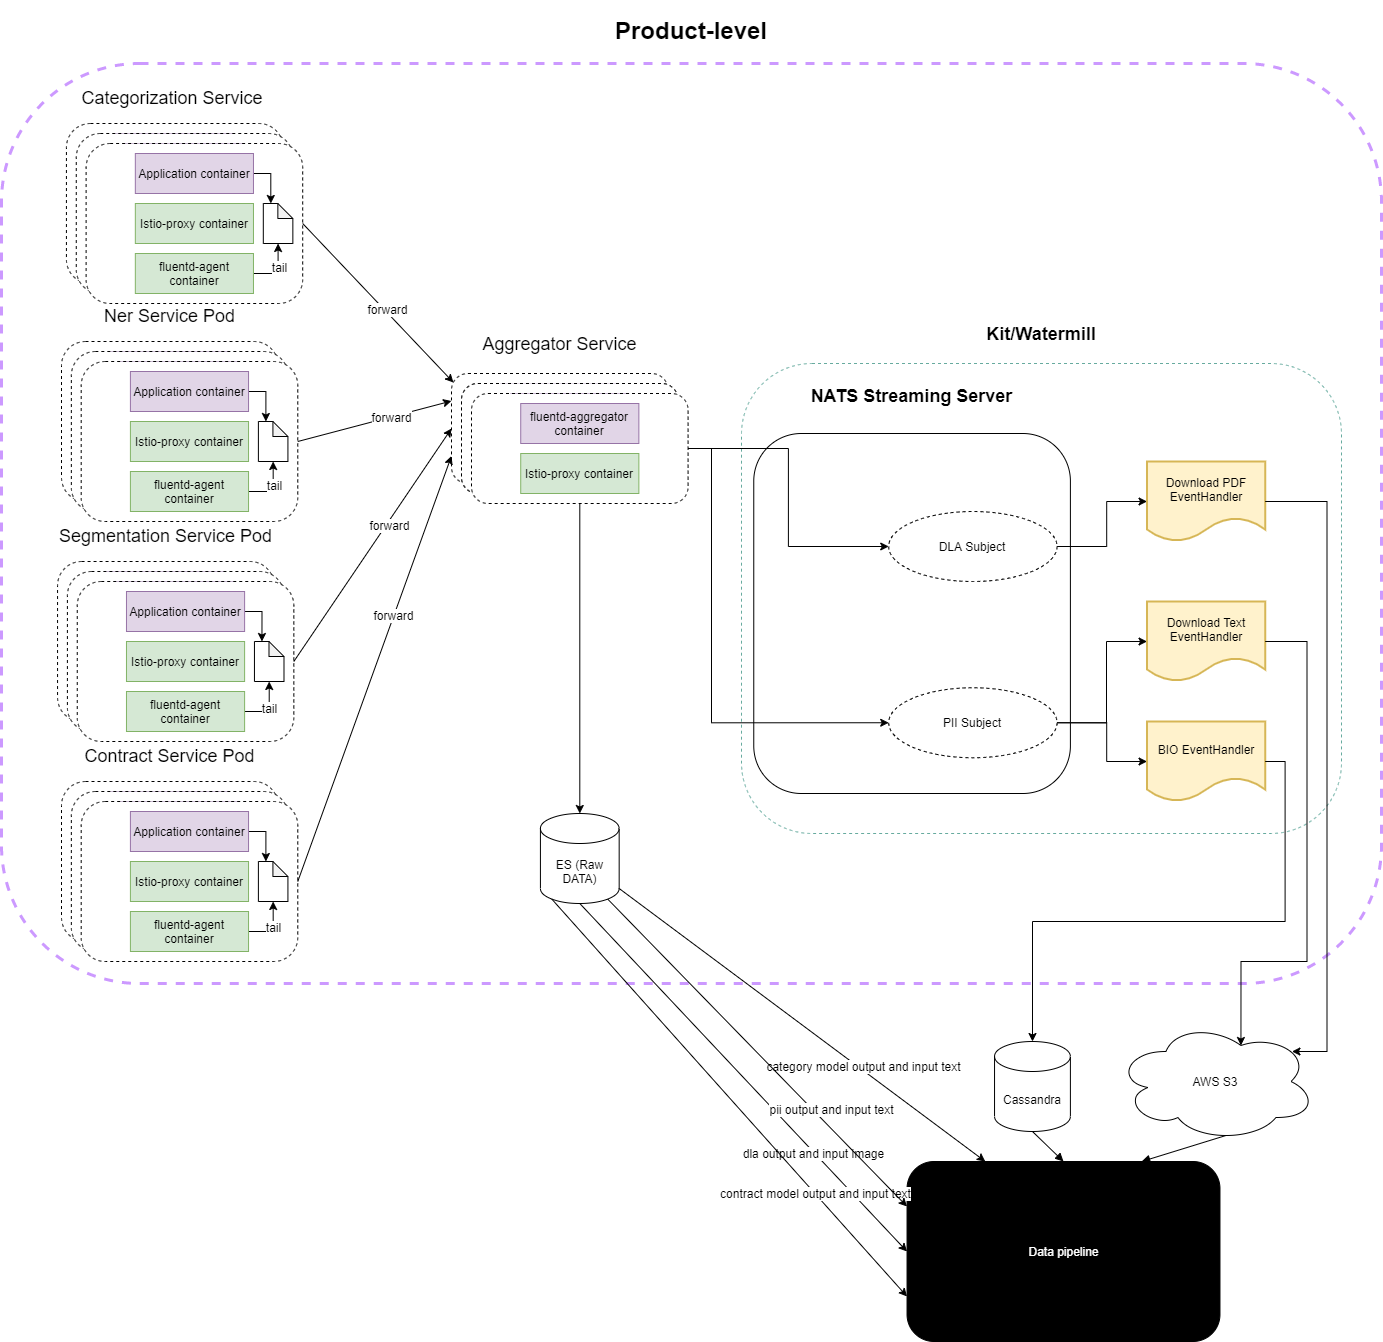 Product-level
Categorization Service
Application container
Istio-proxy container
fluentd-agent
container
tail
forward
Ner Service Pod
Application container
Istio-proxy container
fluentd-agent
container
tail
forward
Segmentation Service Pod
Application container
Istio-proxy container
fluentd-agent
container
tail
forward
Contract Service Pod
Application container
Istio-proxy container
fluentd-agent
container
tail
forward
Aggregator Service
fluentd-aggregator
container
Istio-proxy container
Kit/Watermill
NATS Streaming Server
DLA Subject
PII Subject
Download PDF
EventHandler
Download Text
EventHandler
BIO EventHandler
ES (Raw
DATA)
category model output and input text
pii output and input text
dla output and input image
contract model output and input text
Cassandra
AWS S3
Data pipeline